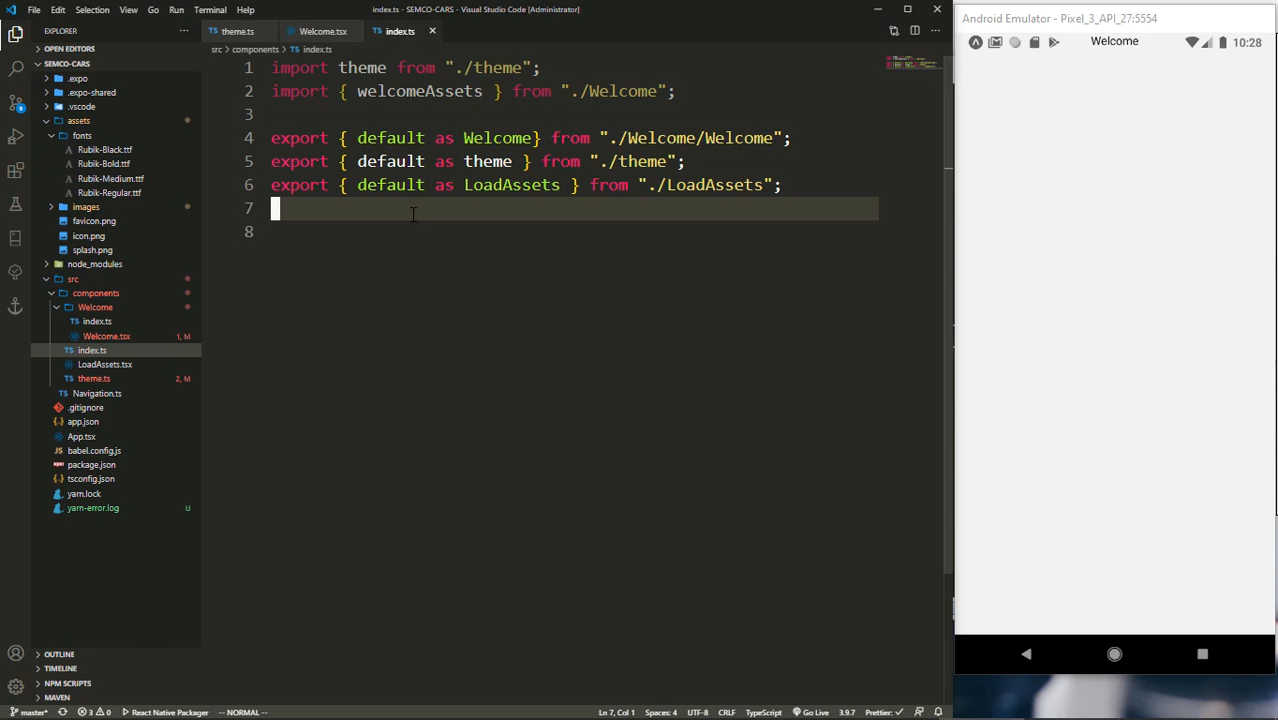 File Edit Selection View Go Run Terminal Help index.ts - SEMCO-CARS - Visual Studio Code [Administrator]
EXPLORER
OPEN EDITORS
SEMCO-CARS
.expo
.expo-shared
.vscode
assets
fonts
Rubik-Black.ttf
Rubik-Bold.ttf
Rubik-Medium.ttf
Rubik-Regular.ttf
images
favicon.png
icon.png
splash.png
node_modules
src
components
Welcome
index.ts
Welcome.tsx 1, M
index.ts
LoadAssets.tsx
theme.ts 2, M
Navigation.ts
.gitignore
app.json
App.tsx
babel.config.js
package.json
tsconfig.json
yarn.lock
yarn-error.log U
OUTLINE
TIMELINE
NPM SCRIPTS
MAVEN
theme.ts Welcome.tsx index.ts
src > components > index.ts
1 import theme from "./theme";
2 import { welcomeAssets } from "./Welcome";
3
4 export { default as Welcome} from "./Welcome/Welcome";
5 export { default as theme } from "./theme";
6 export { default as LoadAssets } from "./LoadAssets";
7
8
master* 3 0 React Native Packager -- NORMAL -- Ln 7, Col 1 Spaces: 4 UTF-8 CRLF TypeScript Go Live 3.9.7 Prettier: ✓
Android Emulator - Pixel_3_API_27:5554
Welcome 10:28